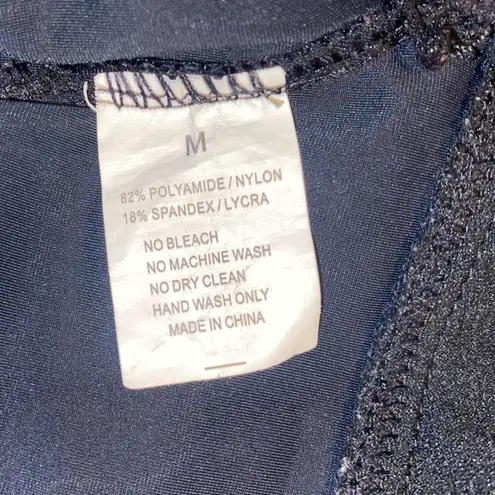 M
82% POLYAMIDE / NYLON
18% SPANDEX / LYCRA
NO BLEACH
NO MACHINE WASH
NO DRY CLEAN
HAND WASH ONLY
MADE IN CHINA